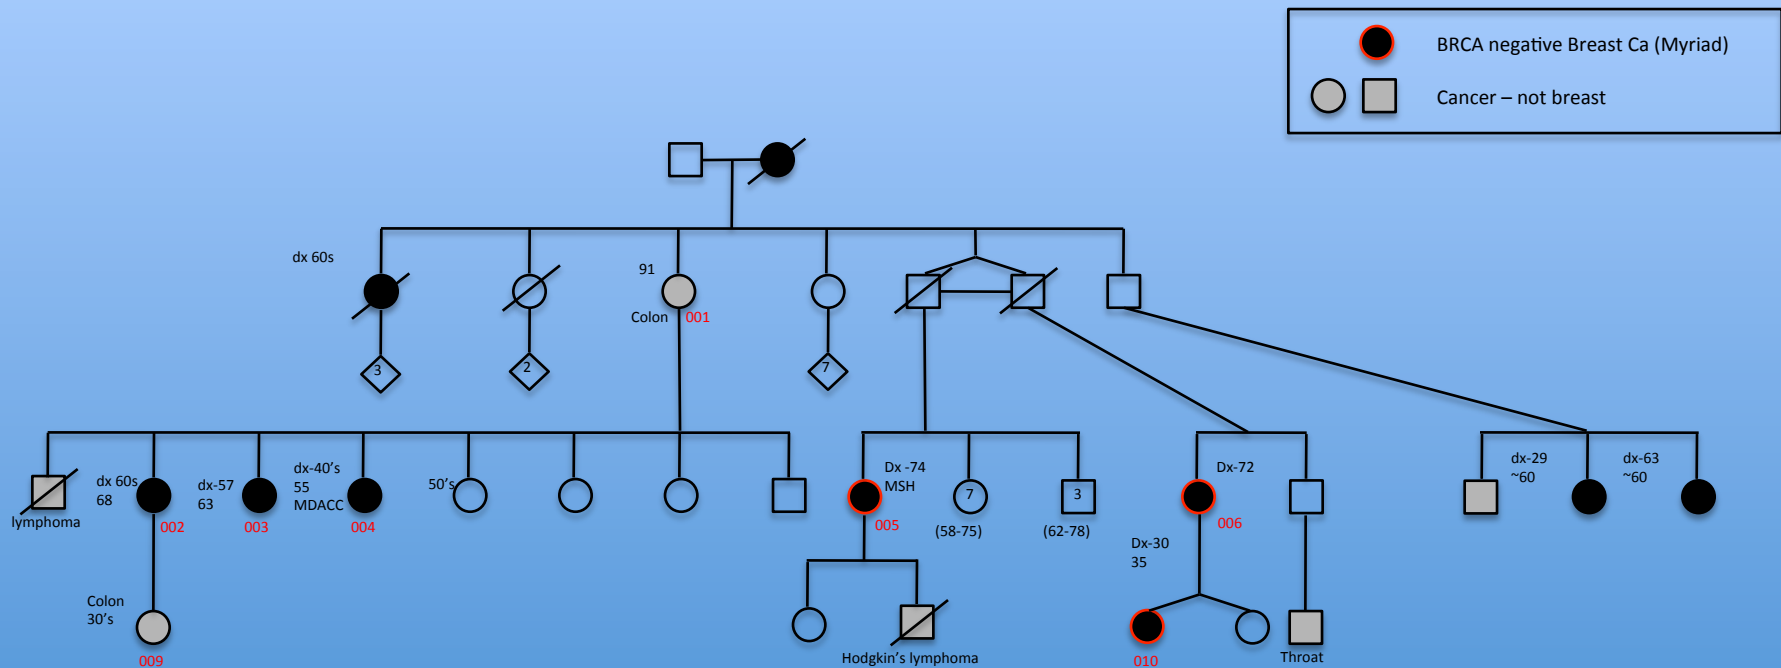 BRCA negative Breast Ca (Myriad)
Cancer – not breast
dx 60s
91
Colon
001
3
2
7
lymphoma
dx 60s
68
002
dx-57
63
003
dx-40's
55
MDACC
004
50's
Dx -74
MSH
005
7
(58-75)
3
(62-78)
Dx-72
006
dx-29
~60
dx-63
~60
Colon
30's
009
Hodgkin's lymphoma
Dx-30
35
010
Throat